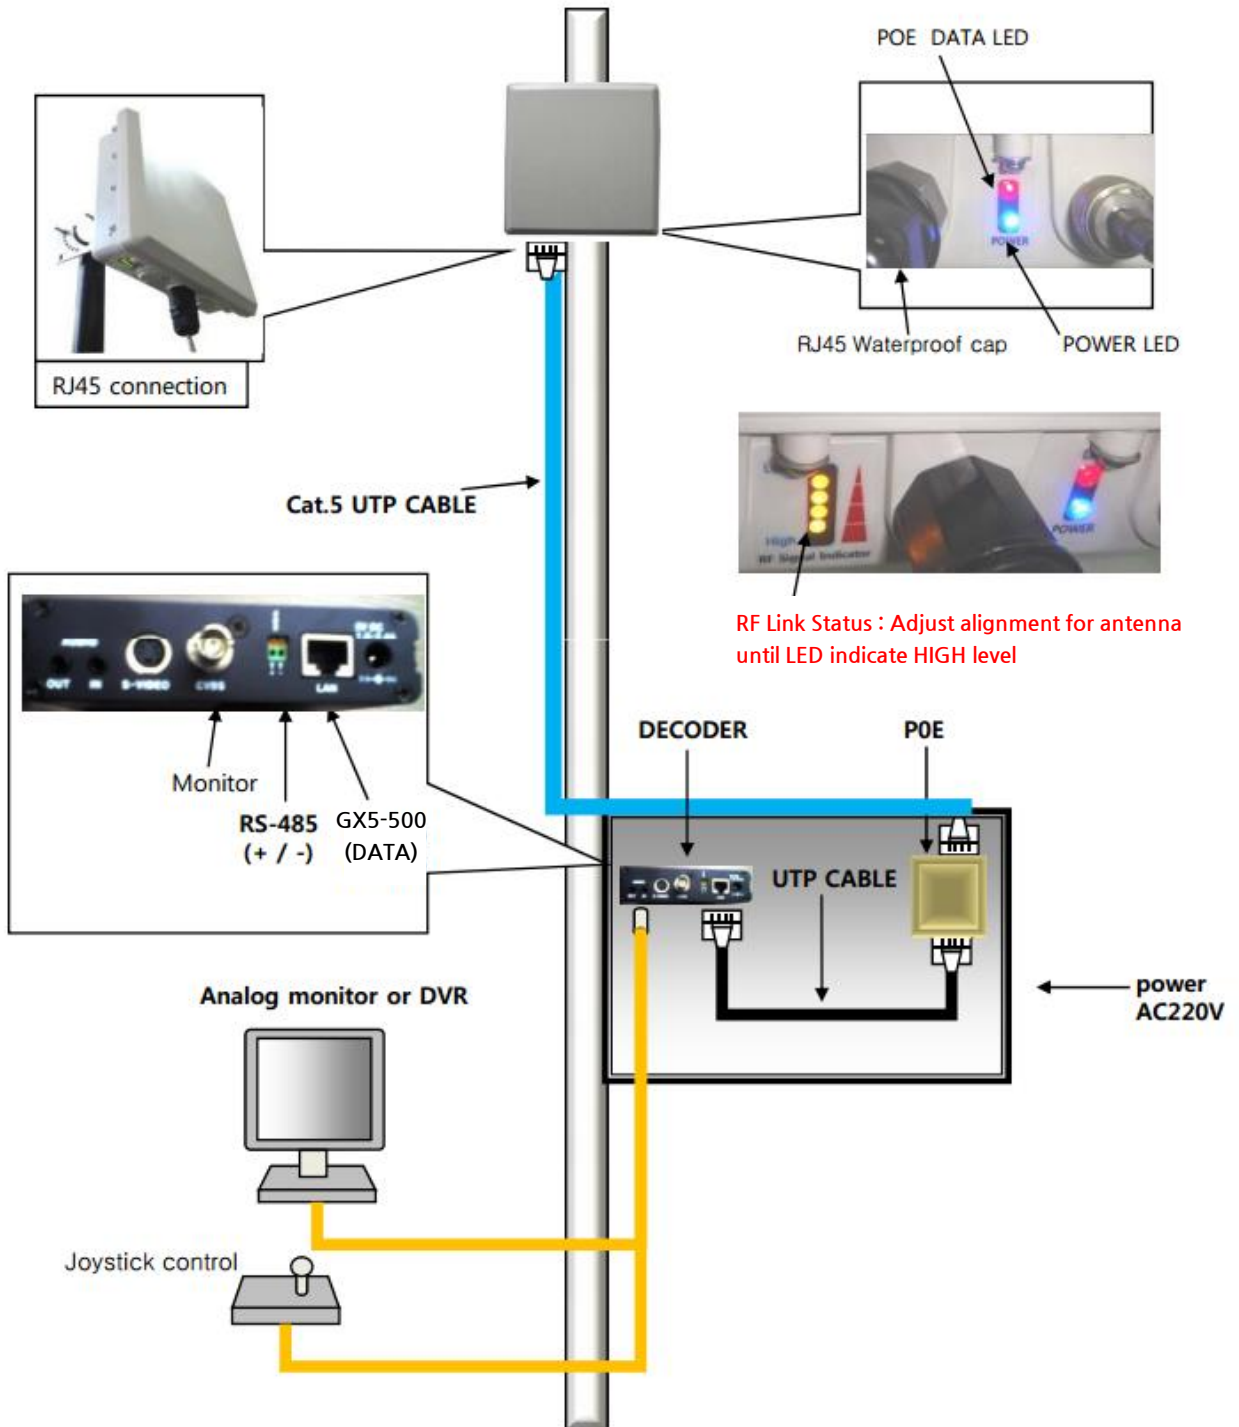 POE DATA LED
POWER
RJ45 Waterproof cap
POWER LED
RJ45 connection
Cat.5 UTP CABLE
High
RF Signal Indicator
POWER
RF Link Status : Adjust alignment for antenna
until LED indicate HIGH level
AUDIO
OUT
IN
S-VIDEO
CVBS
LAN
Monitor
RS-485
(+ / -)
GX5-500
(DATA)
DECODER
P0E
UTP CABLE
power
AC220V
Analog monitor or DVR
Joystick control